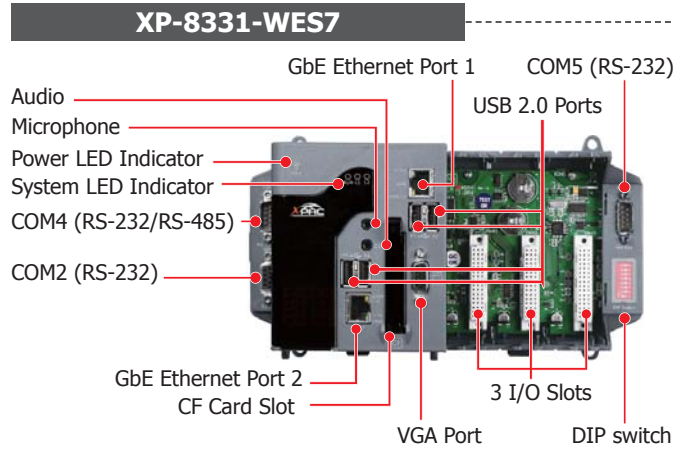 XP-8331-WES7
GbE Ethernet Port 1
COM5 (RS-232)
Audio
USB 2.0 Ports
Microphone
Power LED Indicator
System LED Indicator
COM4 (RS-232/RS-485)
COM2 (RS-232)
XPAC
GbE Ethernet Port 2
CF Card Slot
3 I/O Slots
VGA Port
DIP switch